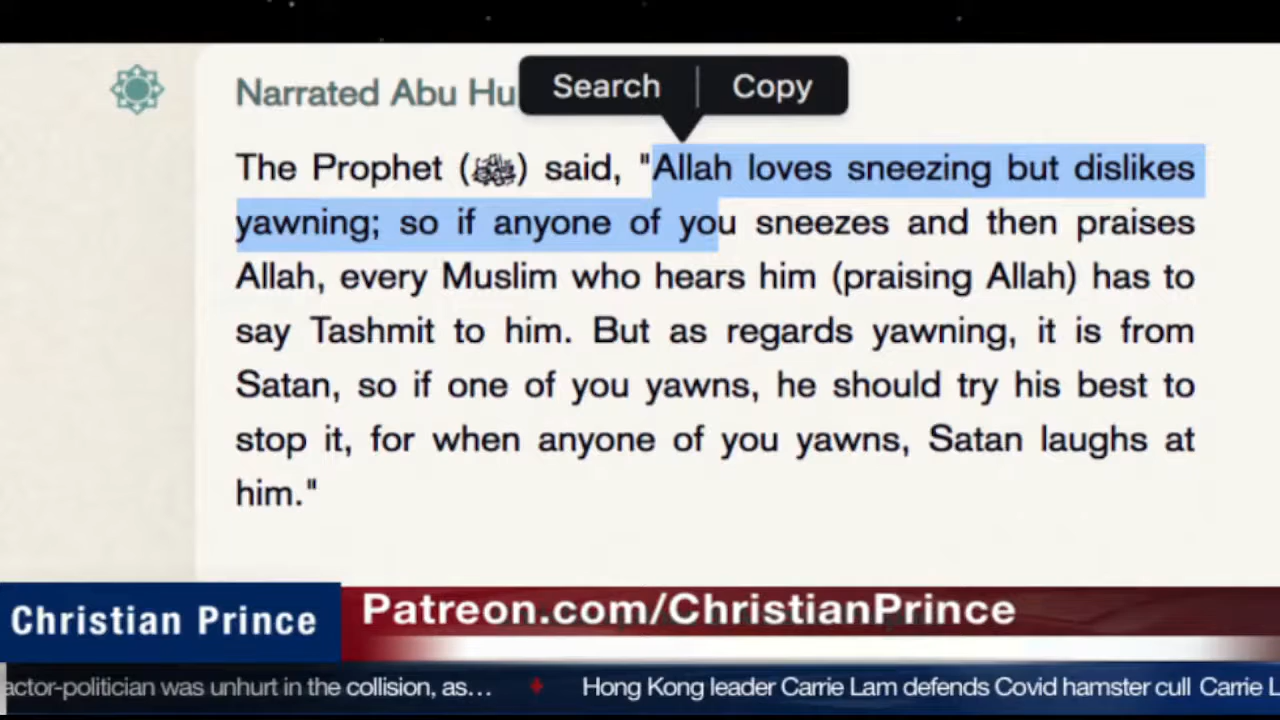 Search
Copy
Narrated Abu Hu
The Prophet (ﷺ) said, "Allah loves sneezing but dislikes
yawning; so if anyone of you sneezes and then praises
Allah, every Muslim who hears him (praising Allah) has to
say Tashmit to him. But as regards yawning, it is from
Satan, so if one of you yawns, he should try his best to
stop it, for when anyone of you yawns, Satan laughs at
him."
Christian Prince
Patreon.com/ChristianPrince
actor-politician was unhurt in the collision, as... Hong Kong leader Carrie Lam defends Covid hamster cull Carrie L